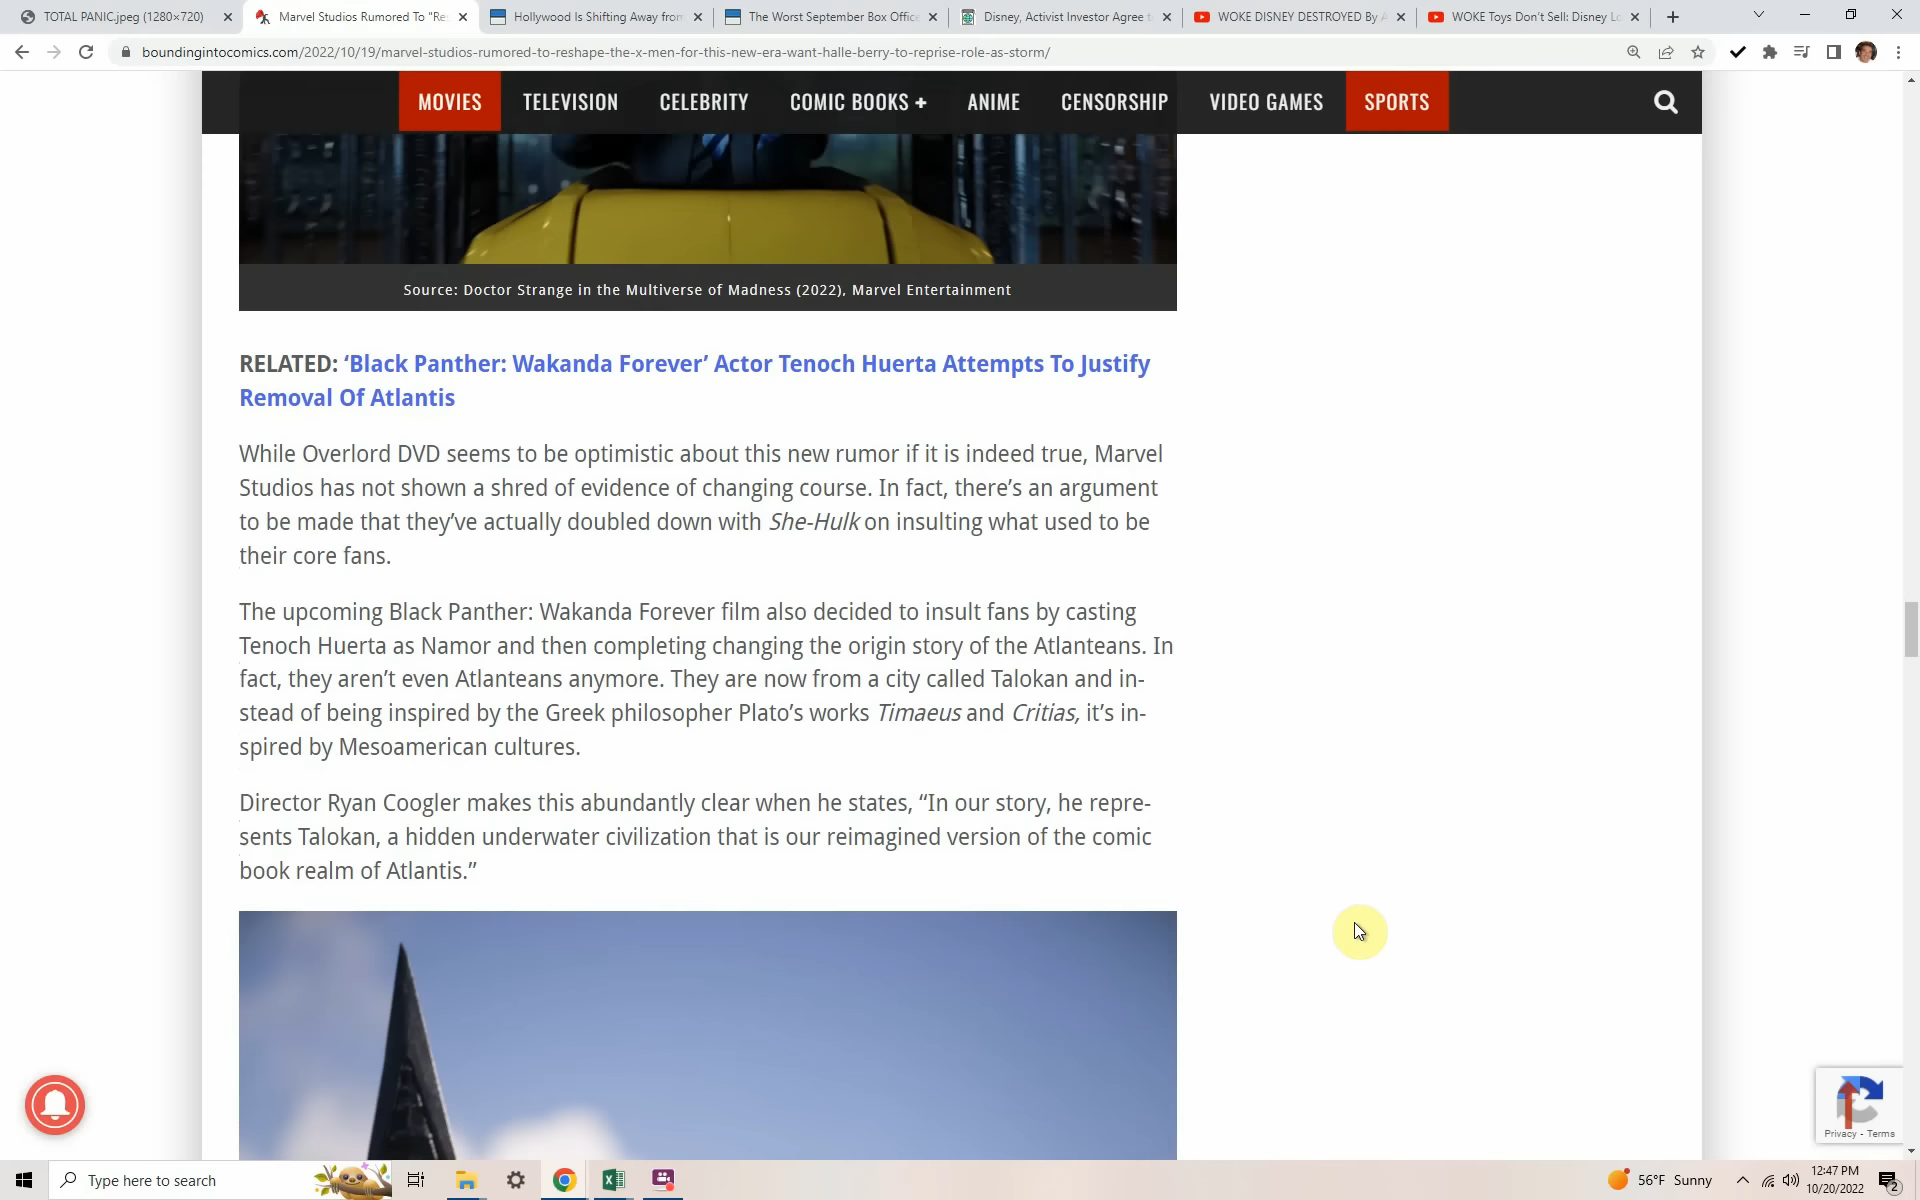 TOTAL PANIC.jpeg (1280×720)
Marvel Studios Rumored To "Re
Hollywood Is Shifting Away from
The Worst September Box Office
Disney, Activist Investor Agree t
WOKE DISNEY DESTROYED By A
WOKE Toys Don't Sell: Disney Lo
boundingintocomics.com/2022/10/19/marvel-studios-rumored-to-reshape-the-x-men-for-this-new-era-want-halle-berry-to-reprise-role-as-storm/
MOVIES TELEVISION CELEBRITY COMIC BOOKS + ANIME CENSORSHIP VIDEO GAMES SPORTS
Source: Doctor Strange in the Multiverse of Madness (2022), Marvel Entertainment
RELATED: ‘Black Panther: Wakanda Forever’ Actor Tenoch Huerta Attempts To Justify
Removal Of Atlantis
While Overlord DVD seems to be optimistic about this new rumor if it is indeed true, Marvel
Studios has not shown a shred of evidence of changing course. In fact, there’s an argument
to be made that they’ve actually doubled down with She-Hulk on insulting what used to be
their core fans.
The upcoming Black Panther: Wakanda Forever film also decided to insult fans by casting
Tenoch Huerta as Namor and then completing changing the origin story of the Atlanteans. In
fact, they aren’t even Atlanteans anymore. They are now from a city called Talokan and in-
stead of being inspired by the Greek philosopher Plato’s works Timaeus and Critias, it’s in-
spired by Mesoamerican cultures.
Director Ryan Coogler makes this abundantly clear when he states, “In our story, he repre-
sents Talokan, a hidden underwater civilization that is our reimagined version of the comic
book realm of Atlantis.”
Privacy - Terms
Type here to search
56°F Sunny
12:47 PM
10/20/2022
2